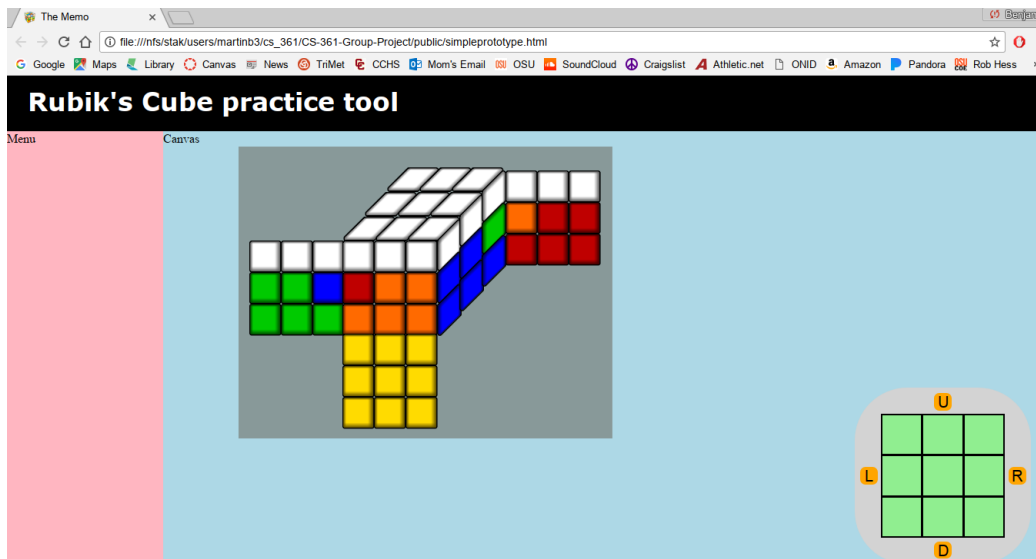 The Memo
Benjam
file:///nfs/stak/users/martinb3/cs_361/CS-361-Group-Project/public/simpleprototype.html
Google Maps Library Canvas News TriMet CCHS Mom's Email OSU SoundCloud Craigslist Athletic.net ONID Amazon Pandora Rob Hess
Rubik's Cube practice tool
Menu
Canvas
U
L
R
D